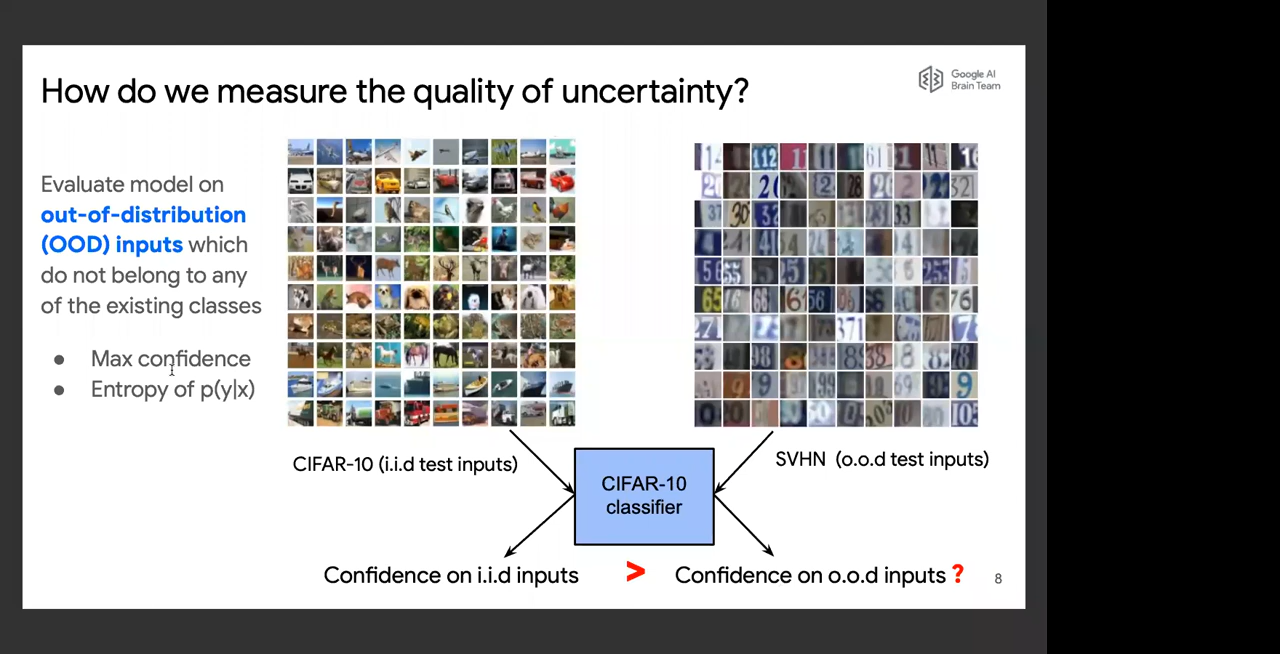 How do we measure the quality of uncertainty?
Google AI
Brain Team
Evaluate model on
out-of-distribution
(OOD) inputs which
do not belong to any
of the existing classes
● Max confidence
● Entropy of p(y|x)
CIFAR-10 (i.i.d test inputs)
SVHN (o.o.d test inputs)
CIFAR-10
classifier
Confidence on i.i.d inputs > Confidence on o.o.d inputs ?
8